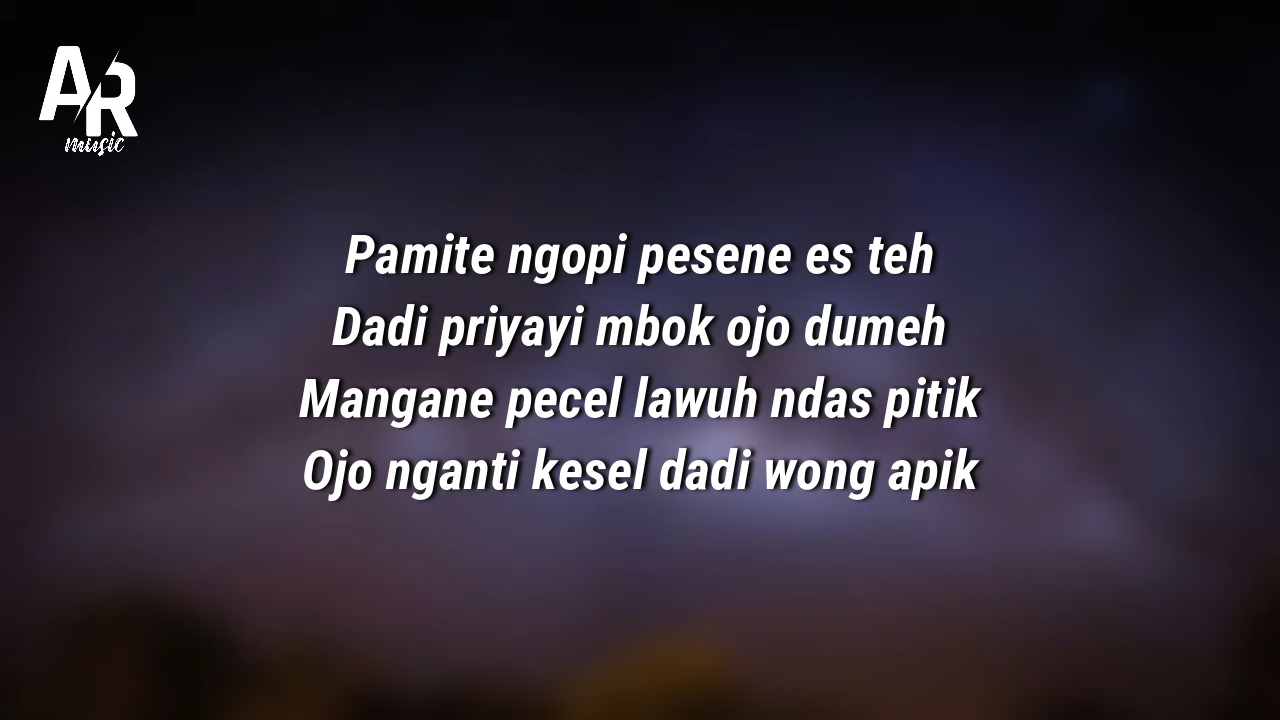 AR
music
Pamite ngopi pesene es teh
Dadi priyayi mbok ojo dumeh
Mangane pecel lawuh ndas pitik
Ojo nganti kesel dadi wong apik